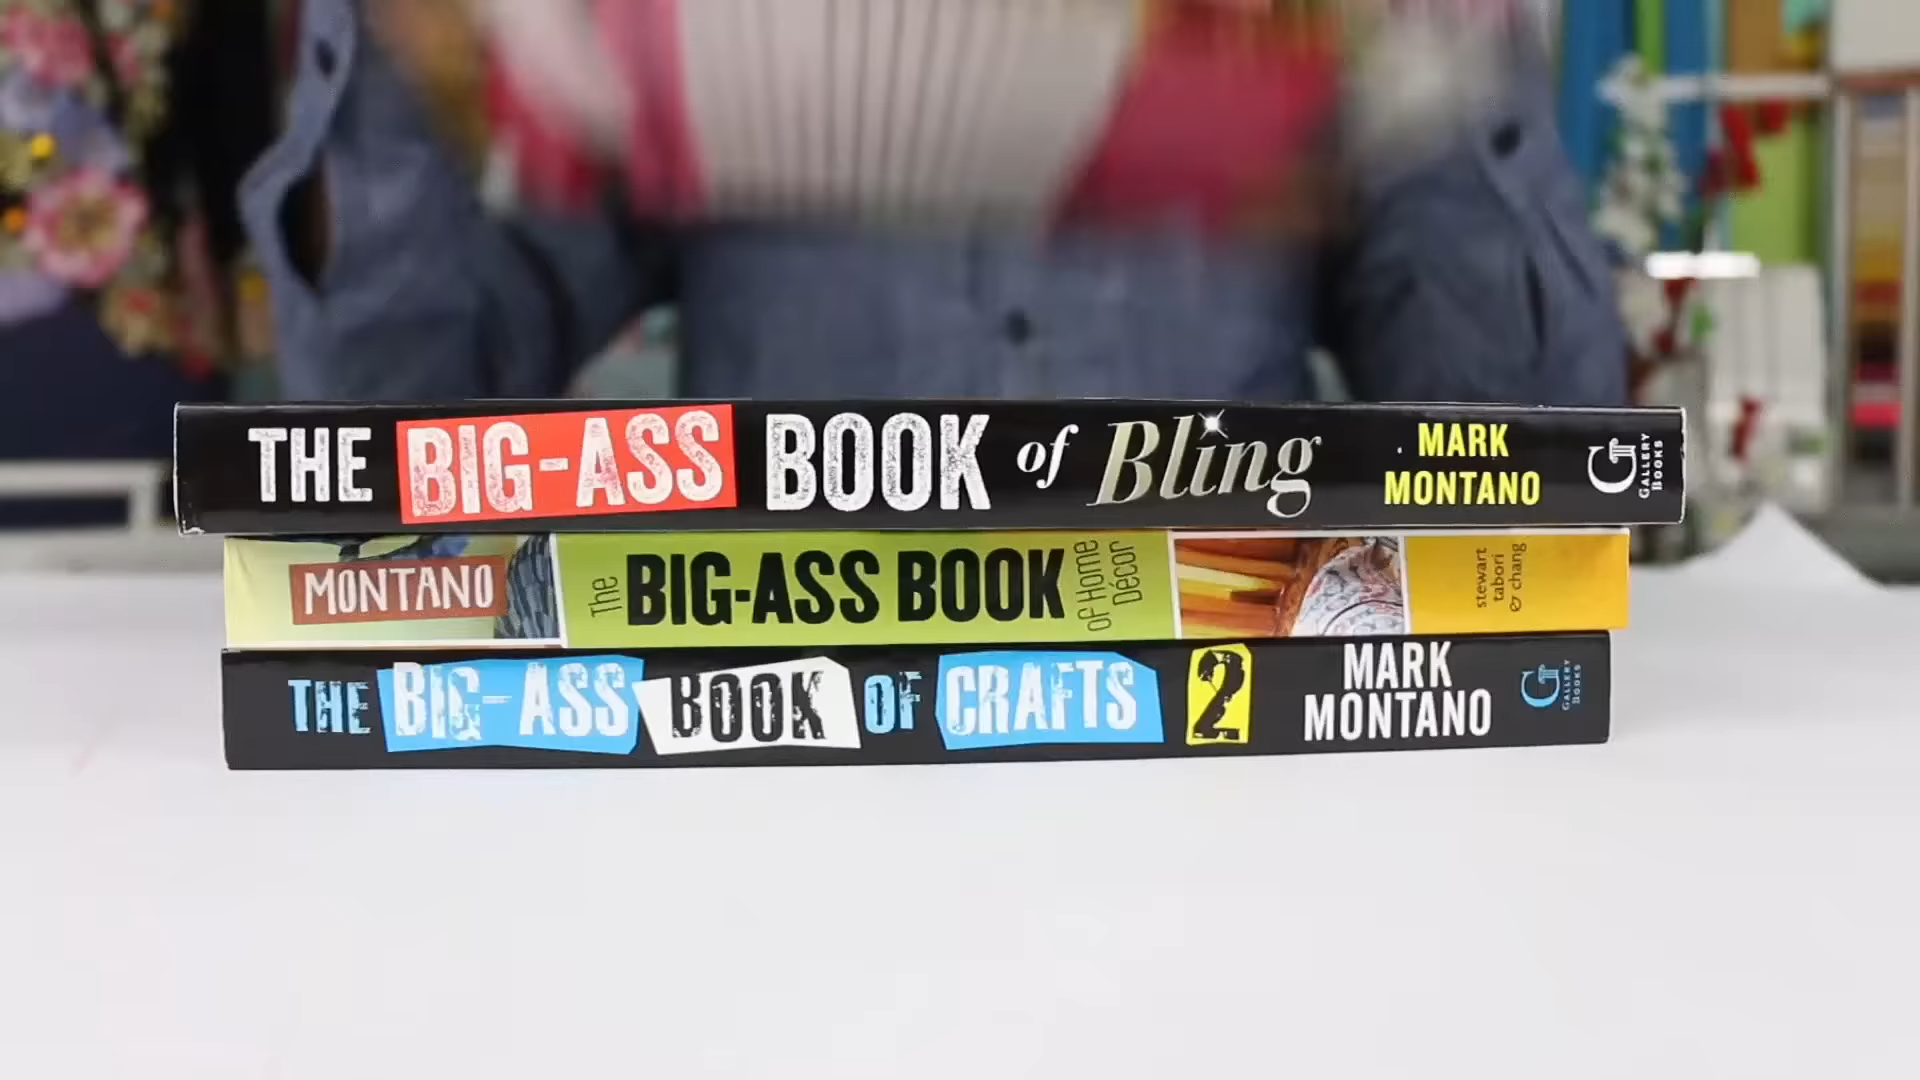 THE BIG-ASS BOOK of Bling
MARK
MONTANO
G
GALLERY
BOOKS
MONTANO
The
BIG-ASS BOOK
of Home
Décor
stewart
tabori
& chang
THE BIG-ASS BOOK OF CRAFTS 2
MARK
MONTANO
G
GALLERY
BOOKS